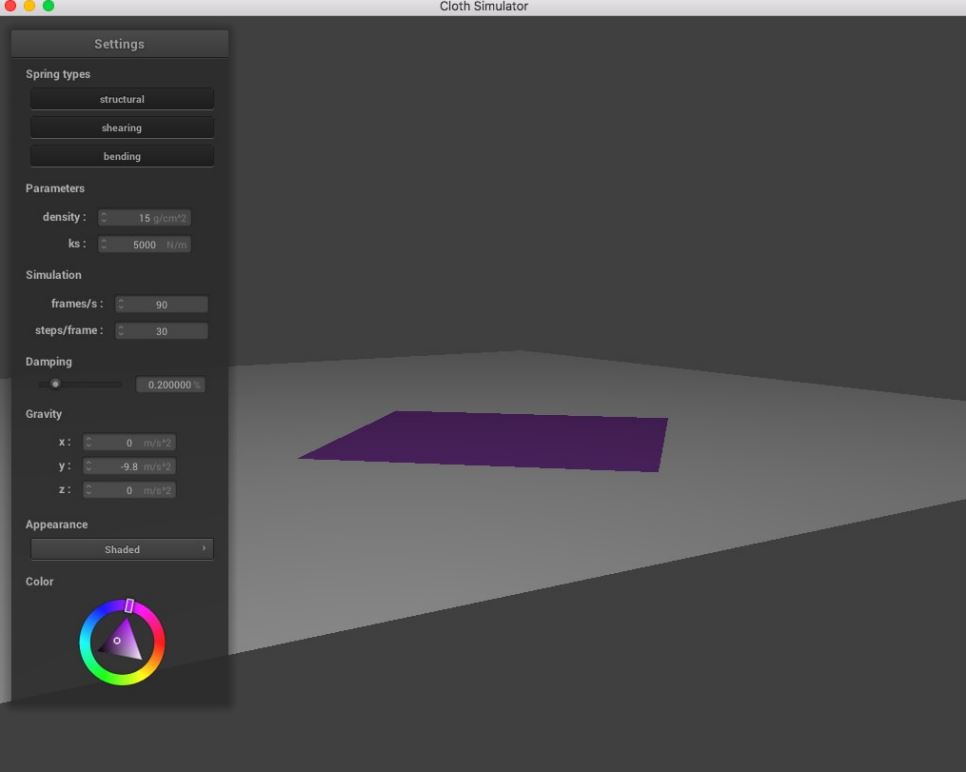 Cloth Simulator
Settings
Spring types
structural
shearing
bending
Parameters
density : 15 g/cm^2
ks : 5000 N/m
Simulation
frames/s : 90
steps/frame : 30
Damping
0.200000 %
Gravity
x : 0 m/s^2
y : -9.8 m/s^2
z : 0 m/s^2
Appearance
Shaded
Color